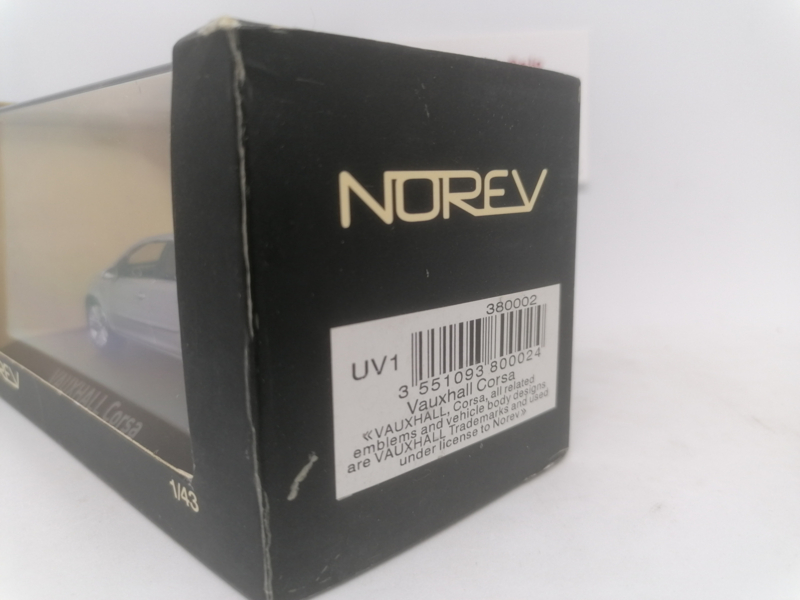 NOREV
380002
UV1
3 551093 800024
Vauxhall Corsa
«VAUXHALL, Corsa, all related
emblems and vehicle body designs
are VAUXHALL Trademarks and used
under license to Norev»
VAUXHALL Corsa
1/43